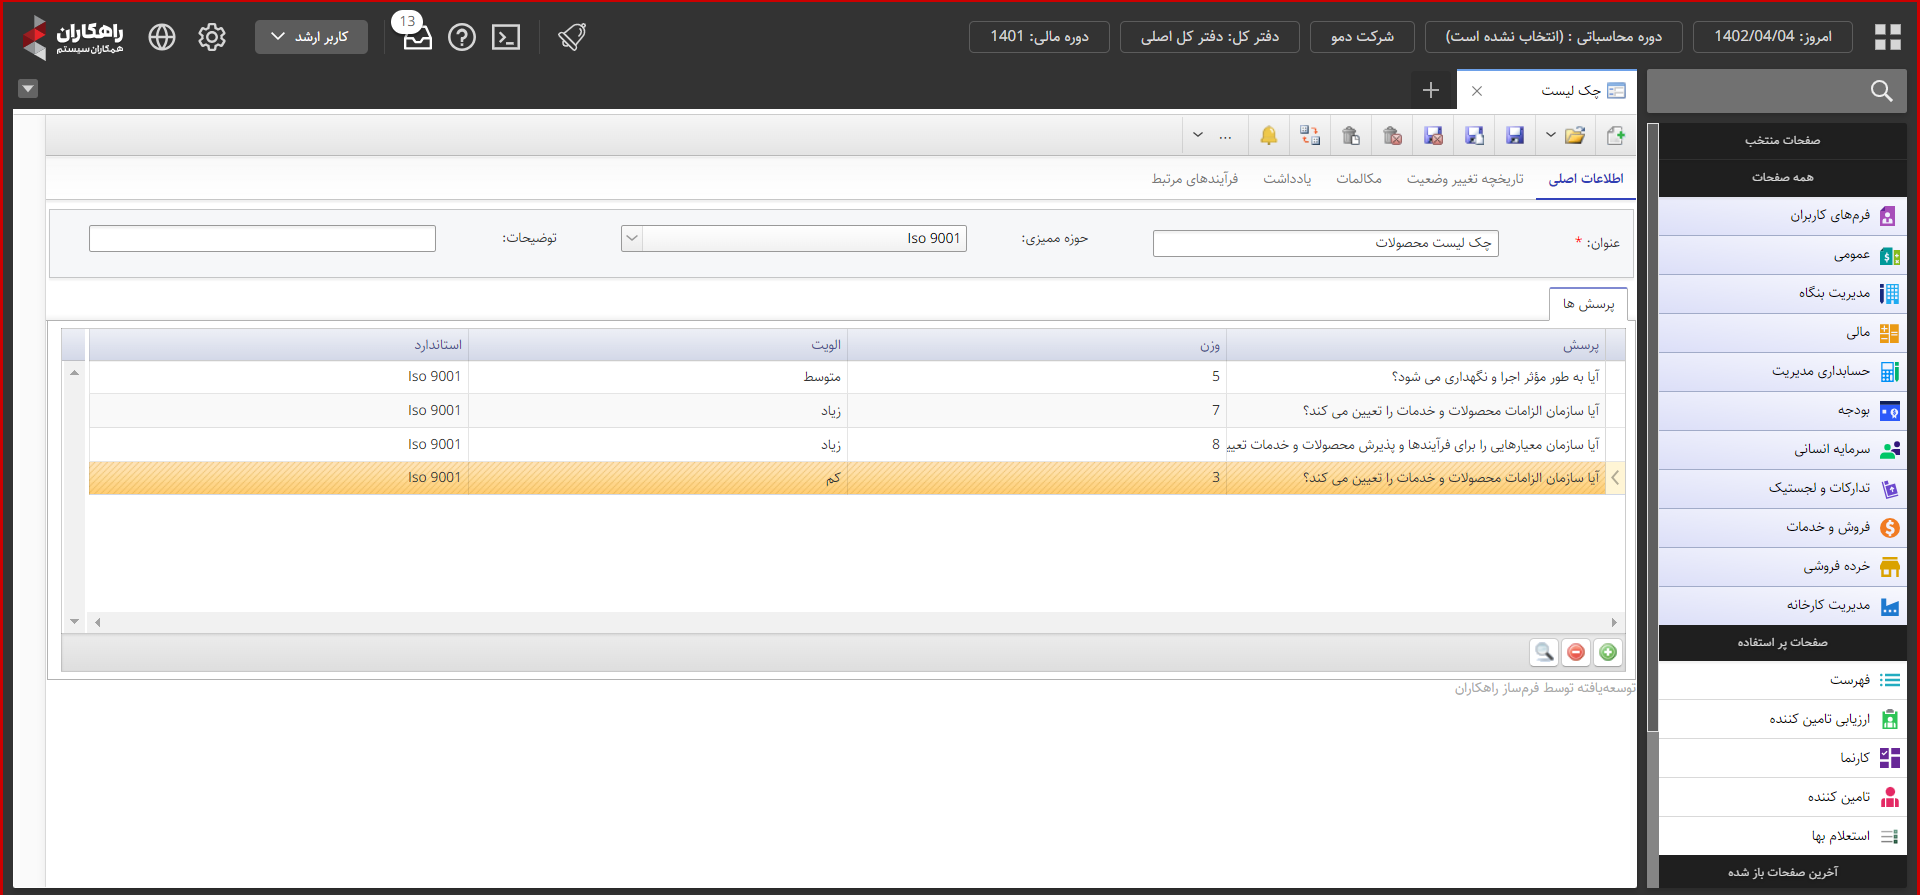 امروز: 1402/04/04
دوره محاسباتی : (انتخاب نشده است)
شرکت دمو
دفتر کل: دفتر کل اصلی
دوره مالی: 1401
13
کاربر ارشد
راهکاران
همکاران سیستم
چک لیست
صفحات منتخب
همه صفحات
فرم‌های کاربران
عمومی
مدیریت بنگاه
مالی
حسابداری مدیریت
بودجه
سرمایه انسانی
تدارکات و لجستیک
فروش و خدمات
خرده فروشی
مدیریت کارخانه
صفحات پر استفاده
فهرست
ارزیابی تامین کننده
کارنما
تامین کننده
استعلام بها
آخرین صفحات باز شده
...
اطلاعات اصلی
تاریخچه تغییر وضعیت
مکالمات
یادداشت
فرآیندهای مرتبط
عنوان: *
چک لیست محصولات
حوزه ممیزی:
Iso 9001
توضیحات:
پرسش ها
پرسش وزن الویت استاندارد
آیا به طور مؤثر اجرا و نگهداری می شود؟ 5 متوسط Iso 9001
آیا سازمان الزامات محصولات و خدمات را تعیین می کند؟ 7 زیاد Iso 9001
آیا سازمان معیارهایی را برای فرآیندها و پذیرش محصولات و خدمات تعیی 8 زیاد Iso 9001
آیا سازمان الزامات محصولات و خدمات را تعیین می کند؟ 3 کم Iso 9001
توسعه‌یافته توسط فرم‌ساز راهکاران